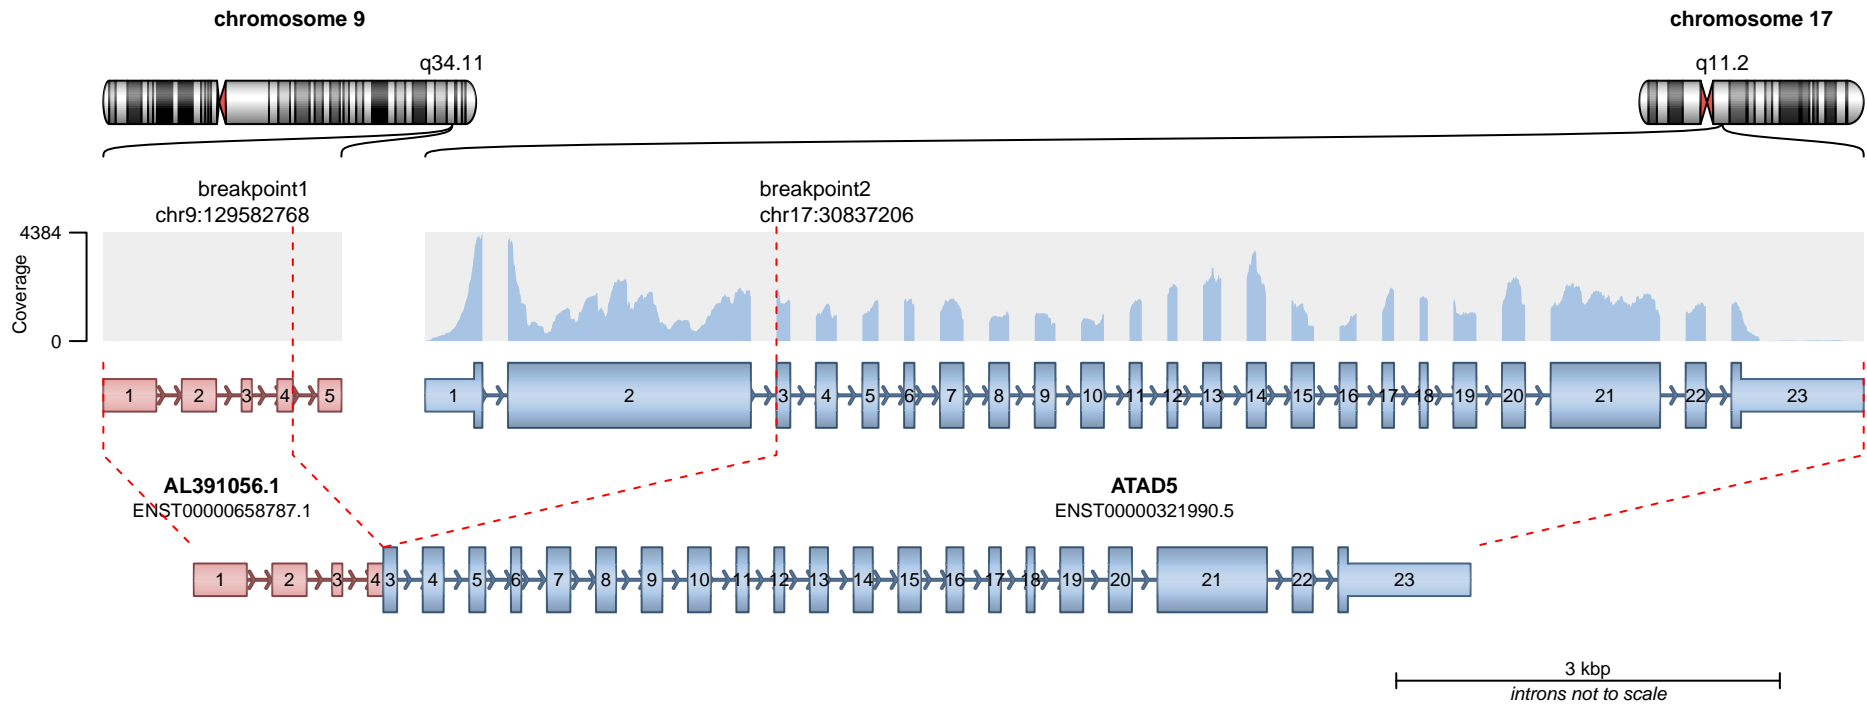 chromosome 9
chromosome 17
q34.11
q11.2
breakpoint1
chr9:129582768
breakpoint2
chr17:30837206
4384
Coverage
0
1 2 3 4 5
1 2 3 4 5 6 7 8 9 10 11 12 13 14 15 16 17 18 19 20 21 22 23
AL391056.1
ENST00000658787.1
ATAD5
ENST00000321990.5
1 2 3 4 3 4 5 6 7 8 9 10 11 12 13 14 15 16 17 18 19 20 21 22 23
3 kbp
introns not to scale